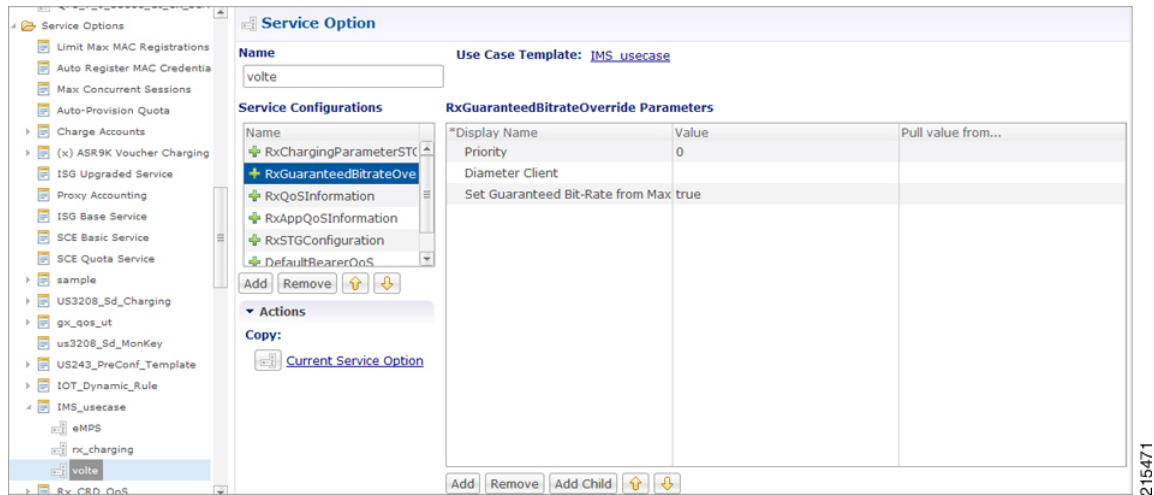 Service Options
Limit Max MAC Registrations
Auto Register MAC Credentia
Max Concurrent Sessions
Auto-Provision Quota
Charge Accounts
(x) ASR9K Voucher Charging
ISG Upgraded Service
Proxy Accounting
ISG Base Service
SCE Basic Service
SCE Quota Service
sample
US3208_Sd_Charging
gx_qos_ut
us3208_Sd_MonKey
US243_PreConf_Template
IOT_Dynamic_Rule
IMS_usecase
eMPS
rx_charging
volte
Rx_CRD_QoS
Service Option
Name
Use Case Template: IMS_usecase
volte
Service Configurations
Name
RxChargingParameterSTG
RxGuaranteedBitrateOve
RxQoSInformation
RxAppQoSInformation
RxSTGConfiguration
DefaultBearerQoS
Add Remove
Actions
Copy:
Current Service Option
RxGuaranteedBitrateOverride Parameters
*Display Name Value Pull value from...
Priority 0
Diameter Client
Set Guaranteed Bit-Rate from Max true
Add Remove Add Child
215471